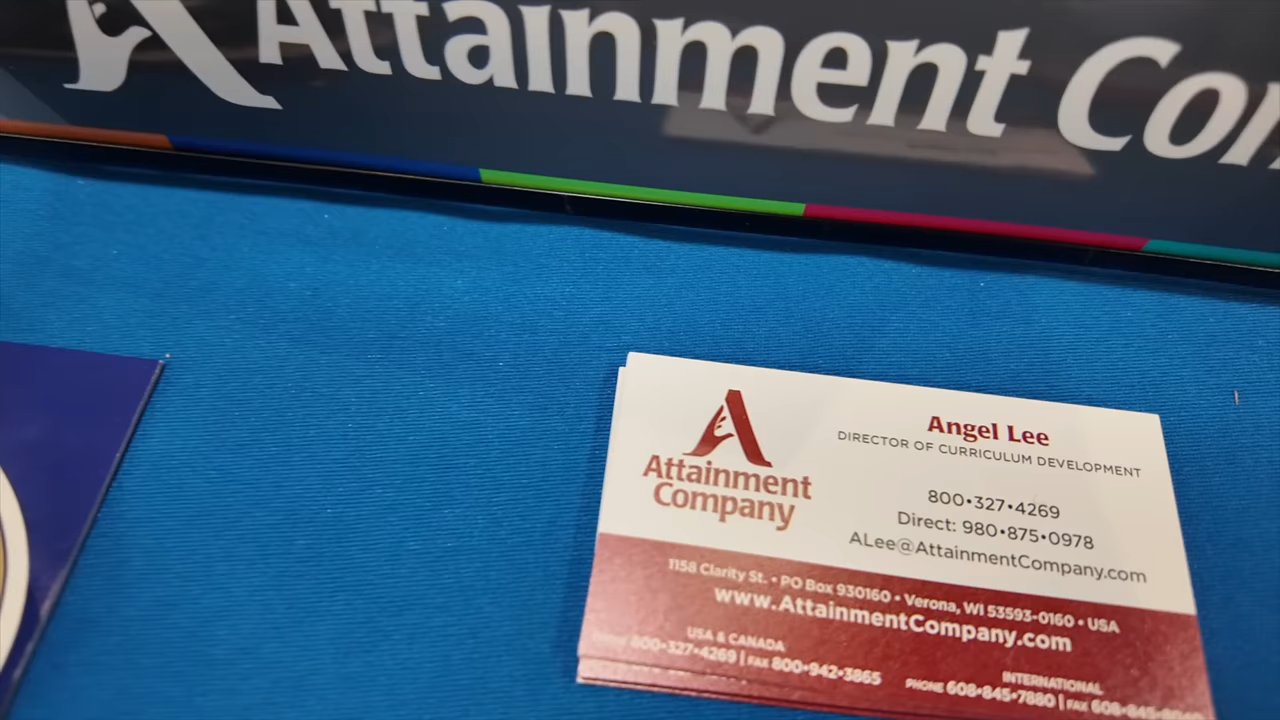 Attainment Co
Attainment
Company
Angel Lee
DIRECTOR OF CURRICULUM DEVELOPMENT
800•327•4269
Direct: 980•875•0978
ALee@AttainmentCompany.com
1158 Clarity St. • PO Box 930160 • Verona, WI 53593-0160 • USA
www.AttainmentCompany.com
USA & CANADA
800•327•4269 | FAX 800•942•3865
INTERNATIONAL
PHONE 608•845•7880 | FAX